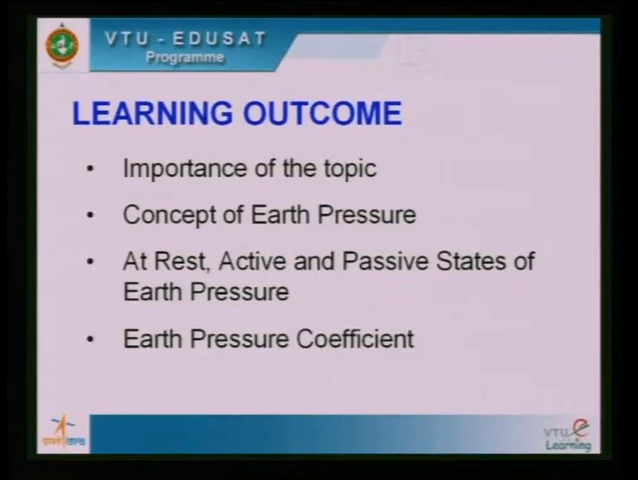 VTU - EDUSAT
Programme
LEARNING OUTCOME
• Importance of the topic
• Concept of Earth Pressure
• At Rest, Active and Passive States of
Earth Pressure
• Earth Pressure Coefficient
VTU e
Learning